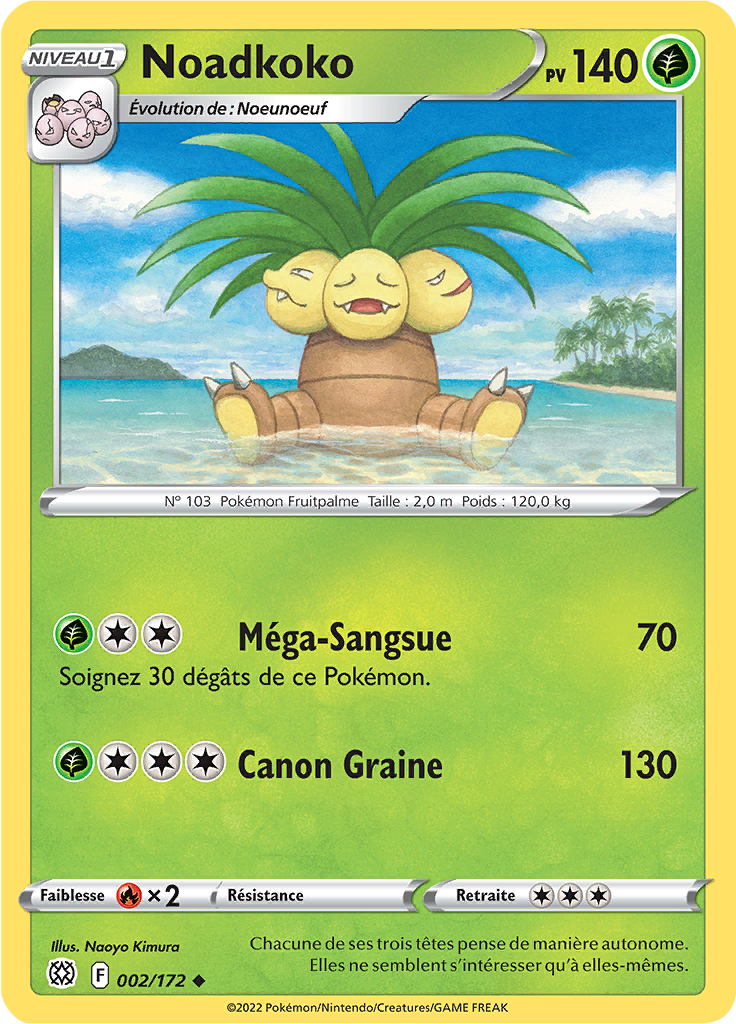 NIVEAU 1
Noadkoko
PV 140
Évolution de : Noeunoeuf
N° 103 Pokémon Fruitpalme Taille : 2,0 m Poids : 120,0 kg
Méga-Sangsue 70
Soignez 30 dégâts de ce Pokémon.
Canon Graine 130
Faiblesse ×2 Résistance Retraite
Illus. Naoyo Kimura
Chacune de ses trois têtes pense de manière autonome.
Elles ne semblent s'intéresser qu'à elles-mêmes.
F 002/172
©2022 Pokémon/Nintendo/Creatures/GAME FREAK